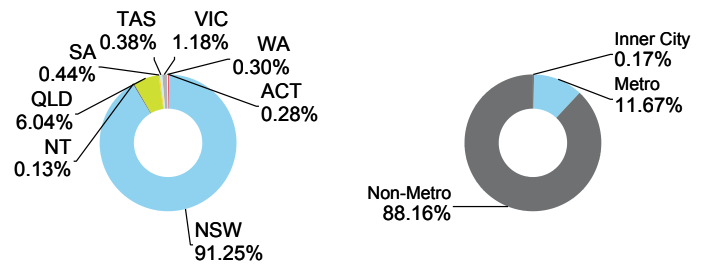 TAS
0.38%
VIC
1.18%
WA
0.30%
SA
0.44%
ACT
0.28%
QLD
6.04%
NT
0.13%
NSW
91.25%
Inner City
0.17%
Metro
11.67%
Non-Metro
88.16%